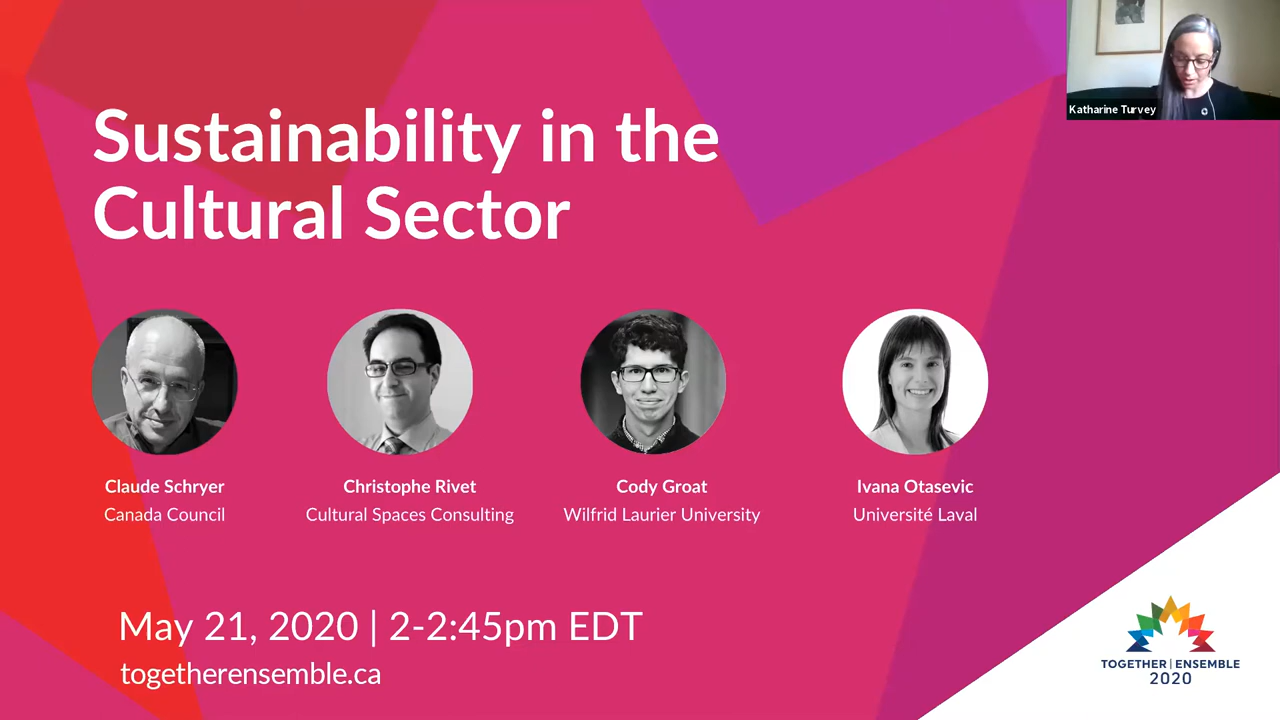 Katharine Turvey
Sustainability in the
Cultural Sector
Claude Schryer
Canada Council
Christophe Rivet
Cultural Spaces Consulting
Cody Groat
Wilfrid Laurier University
Ivana Otasevic
Université Laval
May 21, 2020 | 2-2:45pm EDT
togetherensemble.ca
TOGETHER | ENSEMBLE
2020